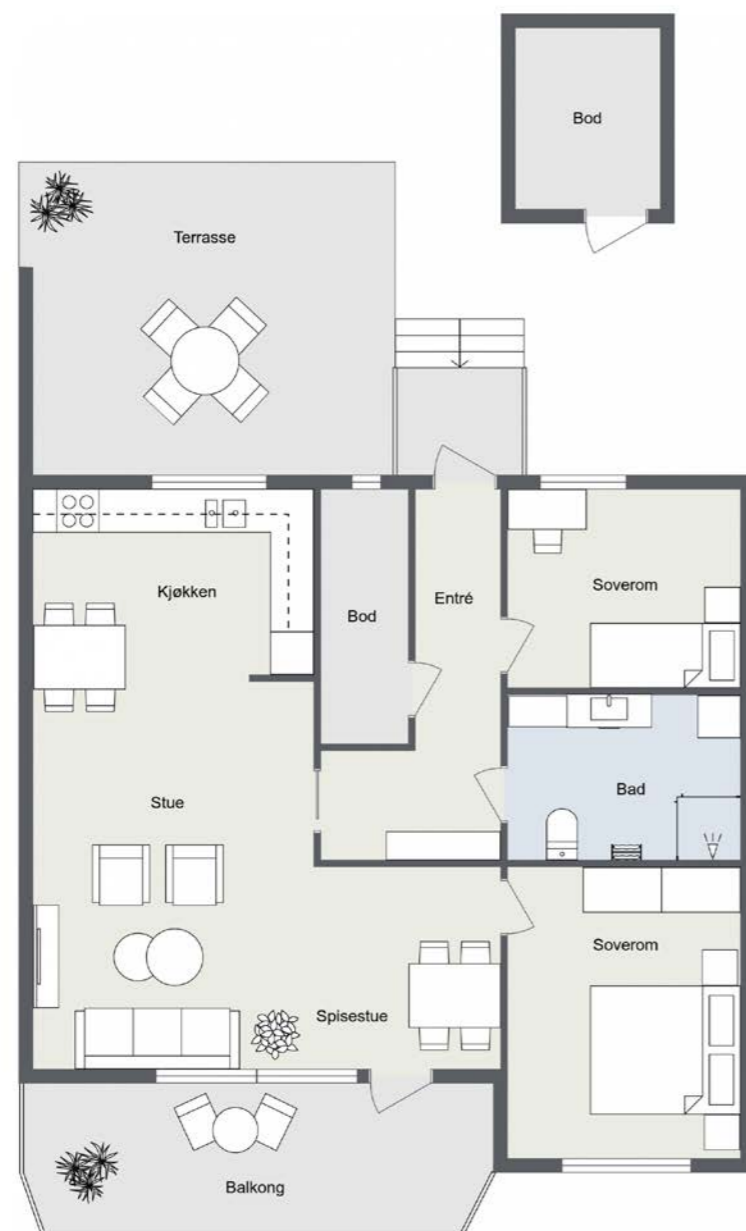 Bod
Terrasse
Kjøkken
Bod
Entré
Soverom
Stue
Bad
Soverom
Spisestue
Balkong